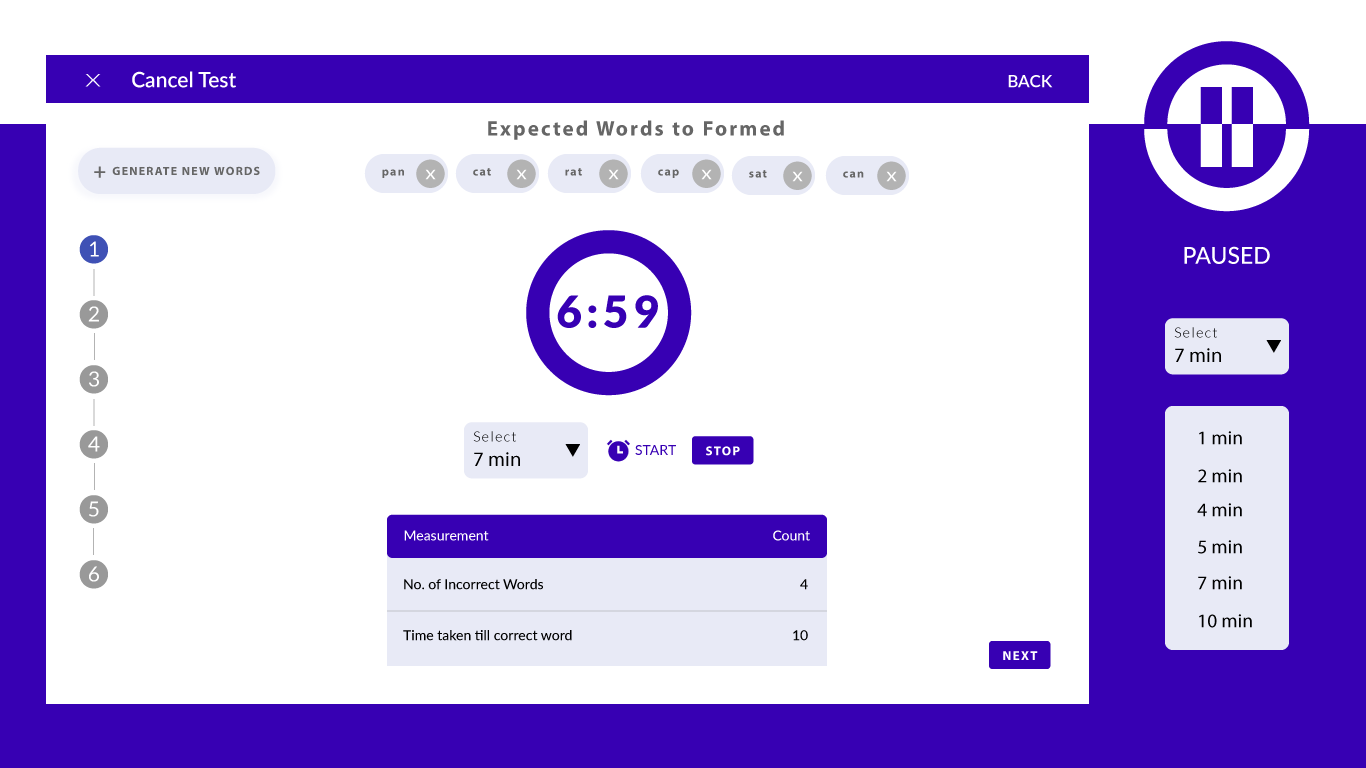 Cancel Test
BACK
Expected Words to Formed
+ GENERATE NEW WORDS
pan X
cat X
rat X
cap X
sat X
can X
1
2
3
4
5
6
6:59
Select
7 min
START
STOP
Measurement Count
No. of Incorrect Words 4
Time taken till correct word 10
NEXT
PAUSED
Select
7 min
1 min
2 min
4 min
5 min
7 min
10 min